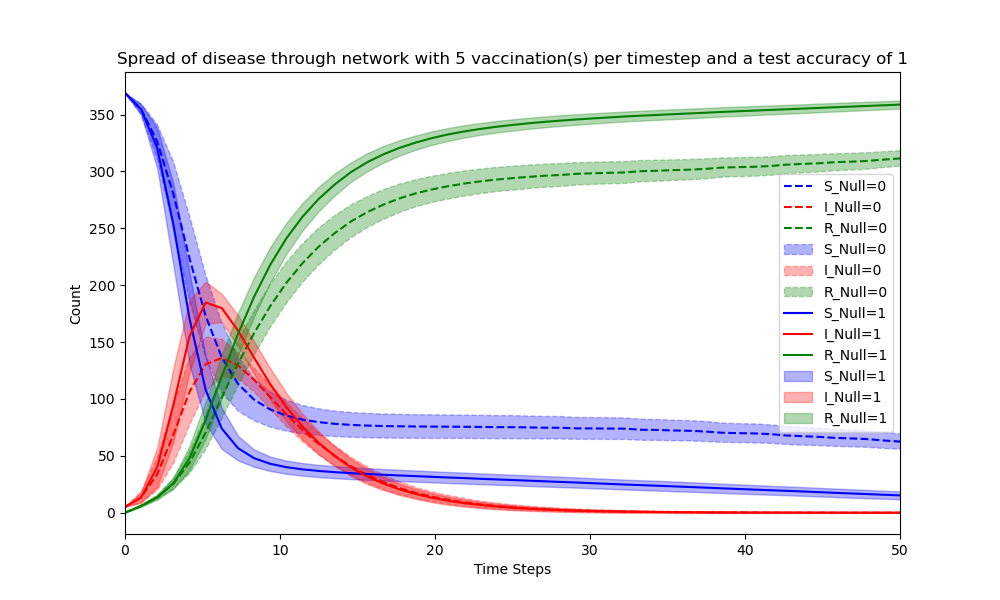 Spread of disease through network with 5 vaccination(s) per timestep and a test accuracy of 1
350
300
250
200
150
100
50
0
Count
0 10 20 30 40 50
Time Steps
S_Null=0
I_Null=0
R_Null=0
S_Null=0
I_Null=0
R_Null=0
S_Null=1
I_Null=1
R_Null=1
S_Null=1
I_Null=1
R_Null=1